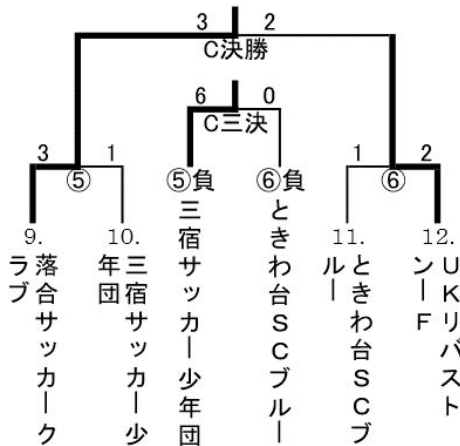 3 2
C決勝
6 0
C三決
3 1 1 2
⑤ ⑤負 ⑥負 ⑥
9. 10. 11. 12.
落合サッカーク
ラブ
三宿サッカー少
年団
三宿サッカー少年団
ときわ台SCブルー
ときわ台SCブ
ルー
UKリバスト
ンーF